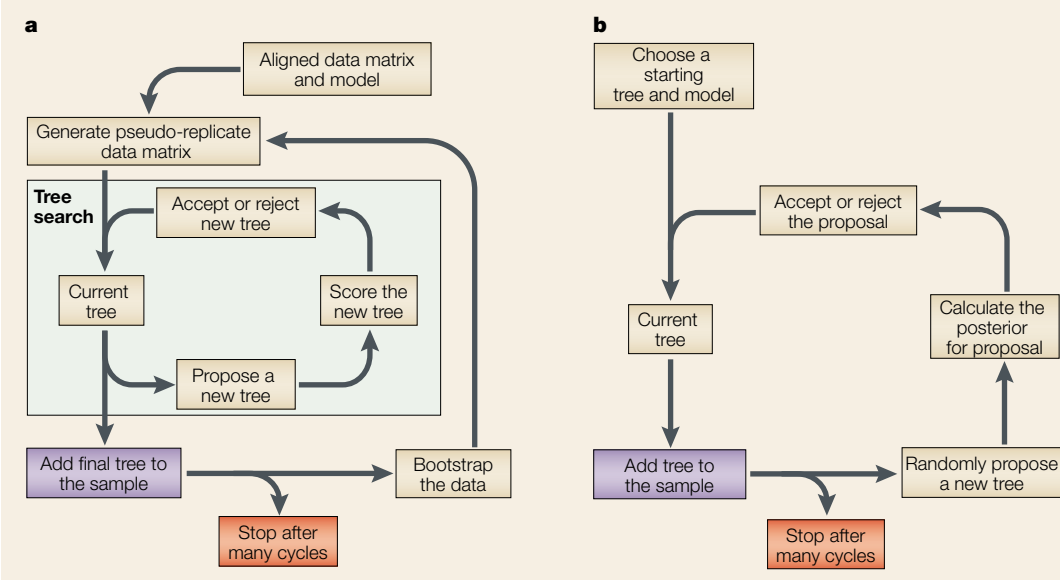 a
Aligned data matrix
and model
Generate pseudo-replicate
data matrix
Tree
search
Accept or reject
new tree
Current
tree
Score the
new tree
Propose a
new tree
Add final tree to
the sample
Bootstrap
the data
Stop after
many cycles
b
Choose a
starting
tree and model
Accept or reject
the proposal
Current
tree
Calculate the
posterior
for proposal
Add tree to
the sample
Randomly propose
a new tree
Stop after
many cycles